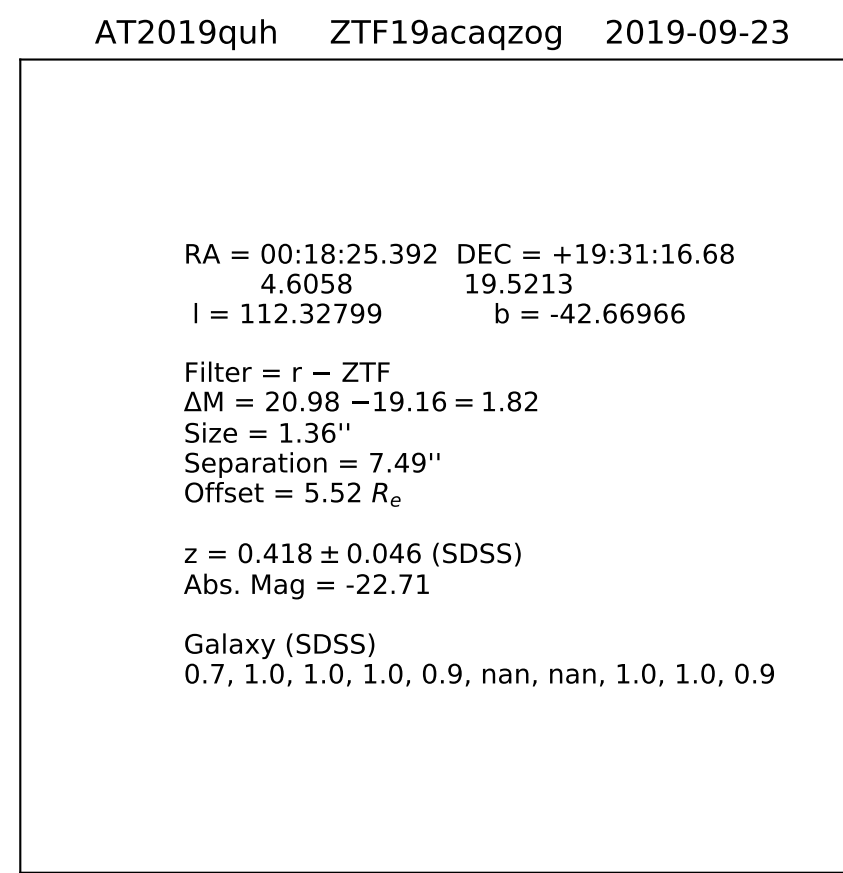 AT2019quh ZTF19acaqzog 2019-09-23
RA = 00:18:25.392 DEC = +19:31:16.68
4.6058 19.5213
l = 112.32799 b = -42.66966
Filter = r − ZTF
ΔM = 20.98 −19.16 = 1.82
Size = 1.36''
Separation = 7.49''
Offset = 5.52 Rₑ
z = 0.418 ± 0.046 (SDSS)
Abs. Mag = -22.71
Galaxy (SDSS)
0.7, 1.0, 1.0, 1.0, 0.9, nan, nan, 1.0, 1.0, 0.9